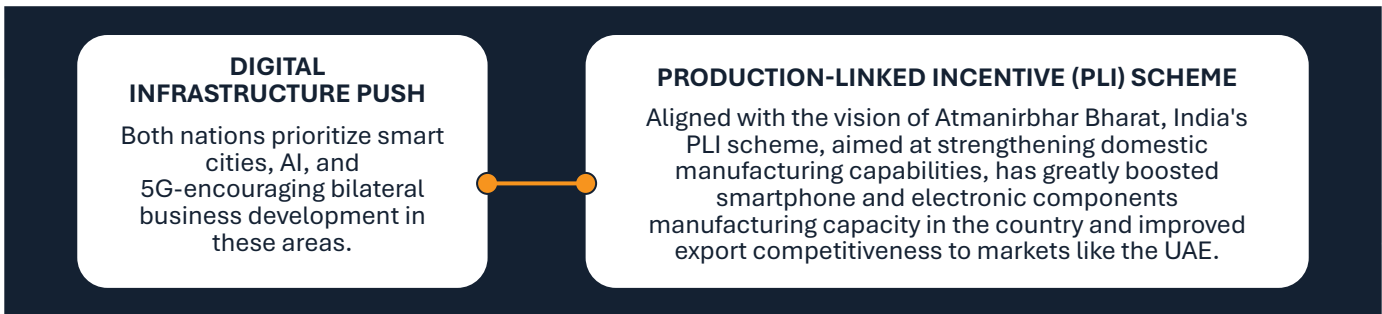 DIGITAL
INFRASTRUCTURE PUSH
Both nations prioritize smart
cities, AI, and
5G-encouraging bilateral
business development in
these areas.
PRODUCTION-LINKED INCENTIVE (PLI) SCHEME
Aligned with the vision of Atmanirbhar Bharat, India's
PLI scheme, aimed at strengthening domestic
manufacturing capabilities, has greatly boosted
smartphone and electronic components
manufacturing capacity in the country and improved
export competitiveness to markets like the UAE.